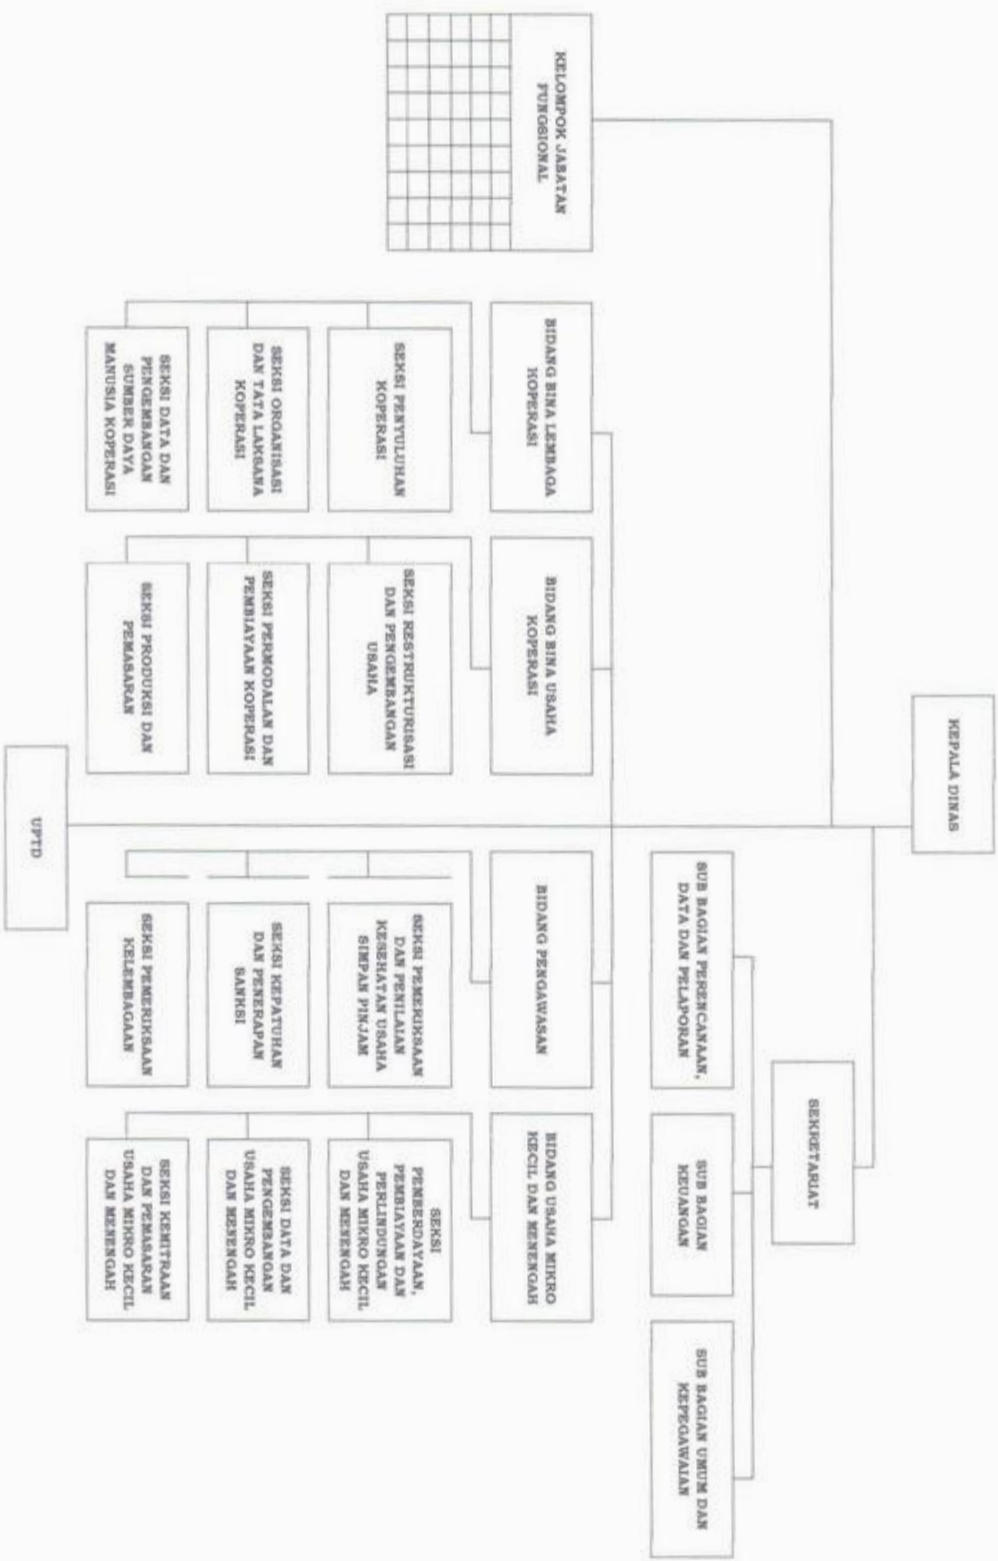 KEPALA DINAS
KELOMPOK JABATAN
FUNGSIONAL
SEKRETARIAT
SUB BAGIAN PERENCANAAN,
DATA DAN PELAPORAN
SUB BAGIAN
KEUANGAN
SUB BAGIAN UMUM DAN
KEPEGAWAIAN
BIDANG BINA LEMBAGA
KOPERASI
BIDANG BINA USAHA
KOPERASI
BIDANG PENGAWASAN
BIDANG USAHA MIKRO
KECIL DAN MENENGAH
SEKSI PENYULUHAN
KOPERASI
SEKSI RESTRUKTURISASI
DAN PENGEMBANGAN
USAHA
SEKSI PEMERIKSAAN
DAN PENILAIAN
KESEHATAN USAHA
SIMPAN PINJAM
SEKSI
PEMBERDAYAAN,
PEMBIAYAAN DAN
PERLINDUNGAN
USAHA MIKRO KECIL
DAN MENENGAH
SEKSI ORGANISASI
DAN TATA LAKSANA
KOPERASI
SEKSI PERMODALAN DAN
PEMBIAYAAN KOPERASI
SEKSI KEPATUHAN
DAN PENERAPAN
SANKSI
SEKSI DATA DAN
PENGEMBANGAN
USAHA MIKRO KECIL
DAN MENENGAH
SEKSI DATA DAN
PENGEMBANGAN
SUMBER DAYA
MANUSIA KOPERASI
SEKSI PRODUKSI DAN
PEMASARAN
SEKSI PEMERIKSAAN
KELEMBAGAAN
SEKSI KEMITRAAN
DAN PEMASARAN
USAHA MIKRO KECIL
DAN MENENGAH
UPTD